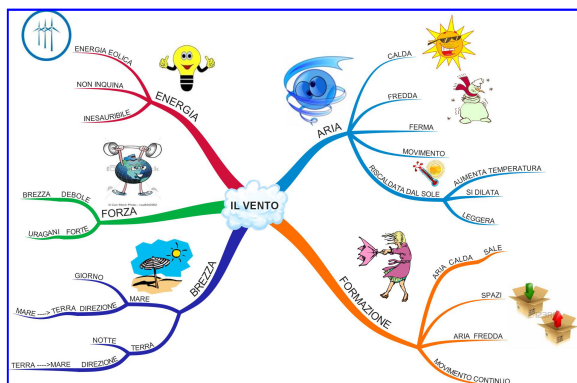 IL VENTO
ENERGIA
ENERGIA EOLICA
NON INQUINA
INESAURIBILE
FORZA
BREZZA DEBOLE
URAGANI FORTE
BREZZA
MARE
GIORNO
MARE ----> TERRA DIREZIONE
TERRA
NOTTE
TERRA ---->MARE DIREZIONE
ARIA
CALDA
FREDDA
FERMA
MOVIMENTO
RISCALDATA DAL SOLE
AUMENTA TEMPERATURA
SI DILATA
LEGGERA
FORMAZIONE
ARIA CALDA SALE
SPAZI
ARIA FREDDA
MOVIMENTO CONTINUO